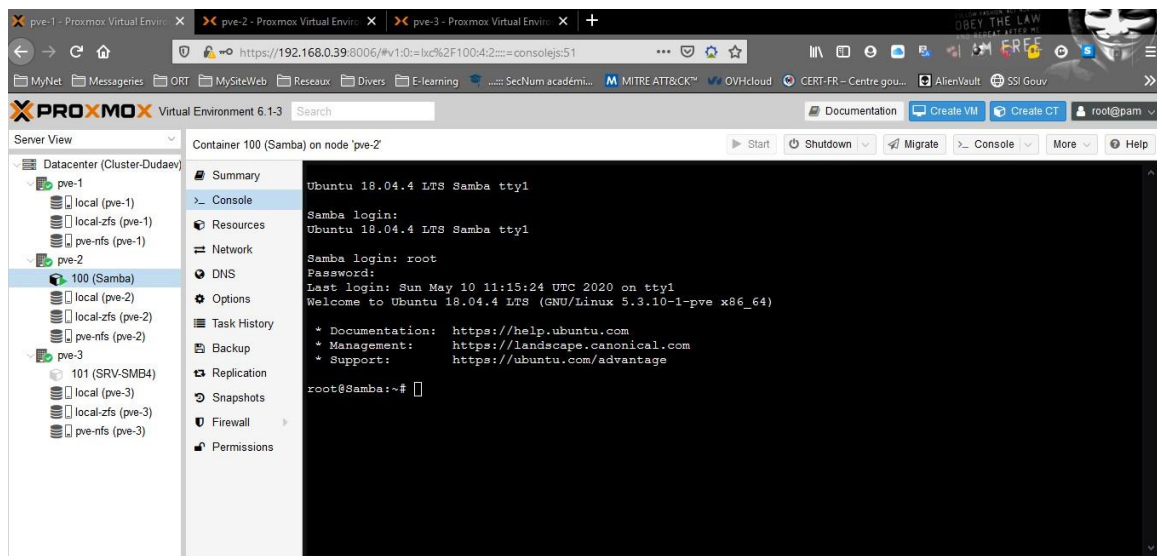 pve-1 - Proxmox Virtual Enviro
pve-2 - Proxmox Virtual Enviro
pve-3 - Proxmox Virtual Enviro
OBEY THE LAW
FREE
https://192.168.0.39:8006/#v1:0:=lxc%2F100:4:2::::=consolejs:51
MyNet
Messageries
ORT
MySiteWeb
Reseaux
Divers
E-learning
...:: SecNum académi...
MITRE ATT&CK™
OVHcloud
CERT-FR – Centre gou...
AlienVault
SSI Gouv
PROXMOX Virtual Environment 6.1-3
Search
Documentation
Create VM
Create CT
root@pam
Server View
Container 100 (Samba) on node 'pve-2'
Start
Shutdown
Migrate
Console
More
Help
Datacenter (Cluster-Dudaev)
pve-1
local (pve-1)
local-zfs (pve-1)
pve-nfs (pve-1)
pve-2
100 (Samba)
local (pve-2)
local-zfs (pve-2)
pve-nfs (pve-2)
pve-3
101 (SRV-SMB4)
local (pve-3)
local-zfs (pve-3)
pve-nfs (pve-3)
Summary
Console
Resources
Network
DNS
Options
Task History
Backup
Replication
Snapshots
Firewall
Permissions
Ubuntu 18.04.4 LTS Samba tty1
Samba login:
Ubuntu 18.04.4 LTS Samba tty1
Samba login: root
Password:
Last login: Sun May 10 11:15:24 UTC 2020 on tty1
Welcome to Ubuntu 18.04.4 LTS (GNU/Linux 5.3.10-1-pve x86_64)
* Documentation: https://help.ubuntu.com
* Management: https://landscape.canonical.com
* Support: https://ubuntu.com/advantage
root@Samba:~#